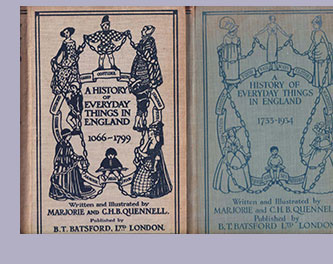 COSTUME
A HISTORY
OF
EVERYDAY
THINGS IN
ENGLAND
1066–1799
Written and Illustrated by
MARJORIE AND C.H.B. QUENNELL.
Published by
B.T. BATSFORD, LTD LONDON.
A
HISTORY OF
EVERYDAY THINGS
IN ENGLAND
1733–1934
Written and Illustrated by
MARJORIE AND C.H.B. QUENNEL
Published by
B.T. BATSFORD, LTD LONDON